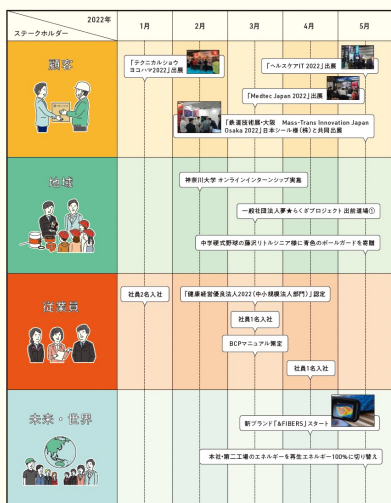 2022年
ステークホルダー
1月
2月
3月
4月
5月
顧客
「テクニカルショウ
ヨコハマ2022」出展
「ヘルスケアIT 2022」出展
「Medtec Japan 2022」出展
「鉄道技術展・大阪 Mass-Trans Innovation Japan
Osaka 2022」日本シール様(株)と共同出展
地域
神奈川大学 オンラインインターンシップ実施
一般社団法人夢★らくざプロジェクト 出前道場①
中学硬式野球の藤沢リトルシニア様に青色のボールガードを寄贈
従業員
社員2名入社
「健康経営優良法人2022(中小規模法人部門)」認定
社員1名入社
BCPマニュアル策定
社員1名入社
未来・世界
新ブランド「&FIBERS」スタート
本社・第二工場のエネルギーを再生エネルギー100%に切り替え